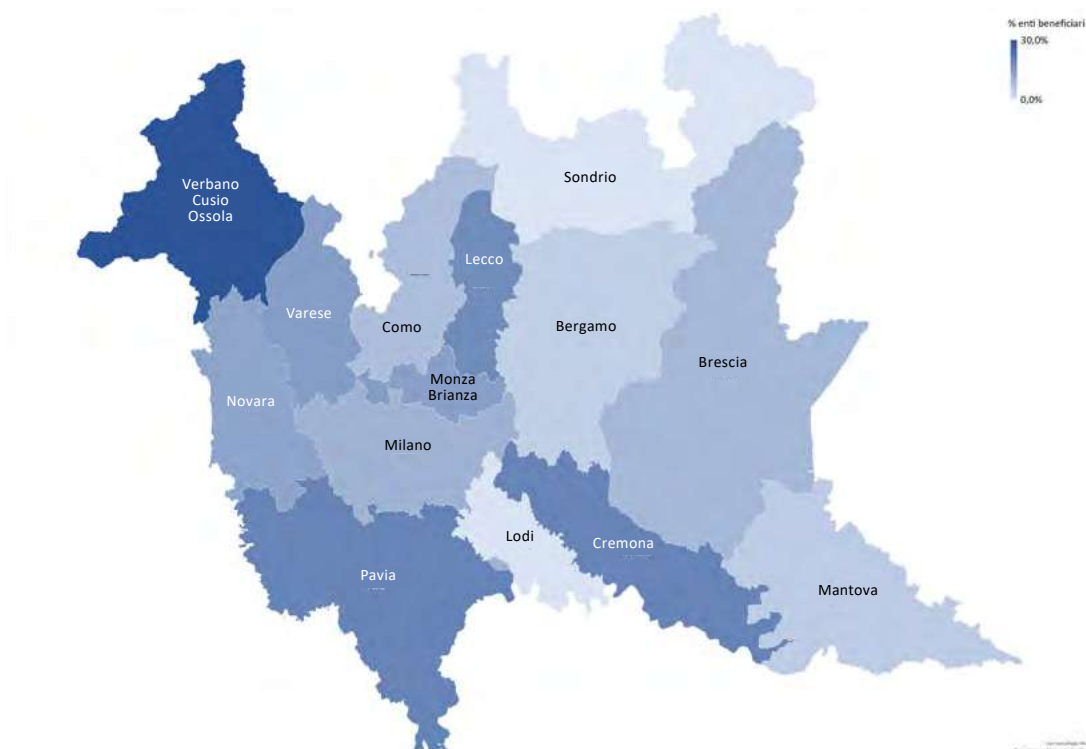 % enti beneficiari
30,0%
0,0%
Sondrio
Verbano
Cusio
Ossola
Lecco
Varese
Como
Bergamo
Brescia
Monza
Brianza
Novara
Milano
Lodi
Cremona
Pavia
Mantova